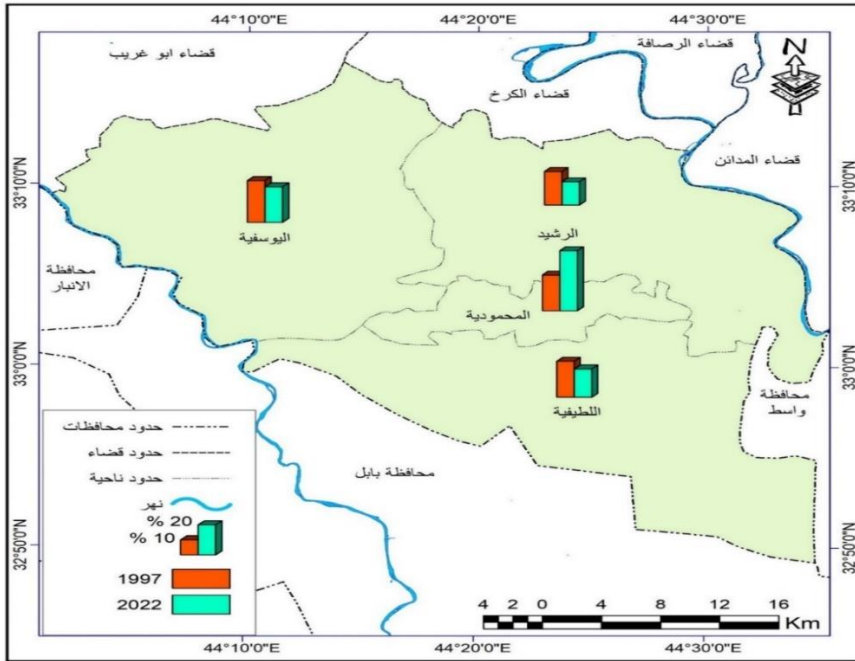 44°10'0"E 44°20'0"E 44°30'0"E
قضاء الرصافة
قضاء ابو غريب
N
قضاء الكرخ
قضاء المدائن
33°10'0"N 33°10'0"N
الرشيد
اليوسفية
محافظة
الانبار
المحمودية
33°0'0"N 33°0'0"N
محافظة
واسط
اللطيفية
حدود محافظات
حدود قضاء
حدود ناحية
نهر
% 20
% 10
1997
2022
محافظة بابل
32°50'0"N 32°50'0"N
4 2 0 4 8 12 16
Km
44°10'0"E 44°20'0"E 44°30'0"E